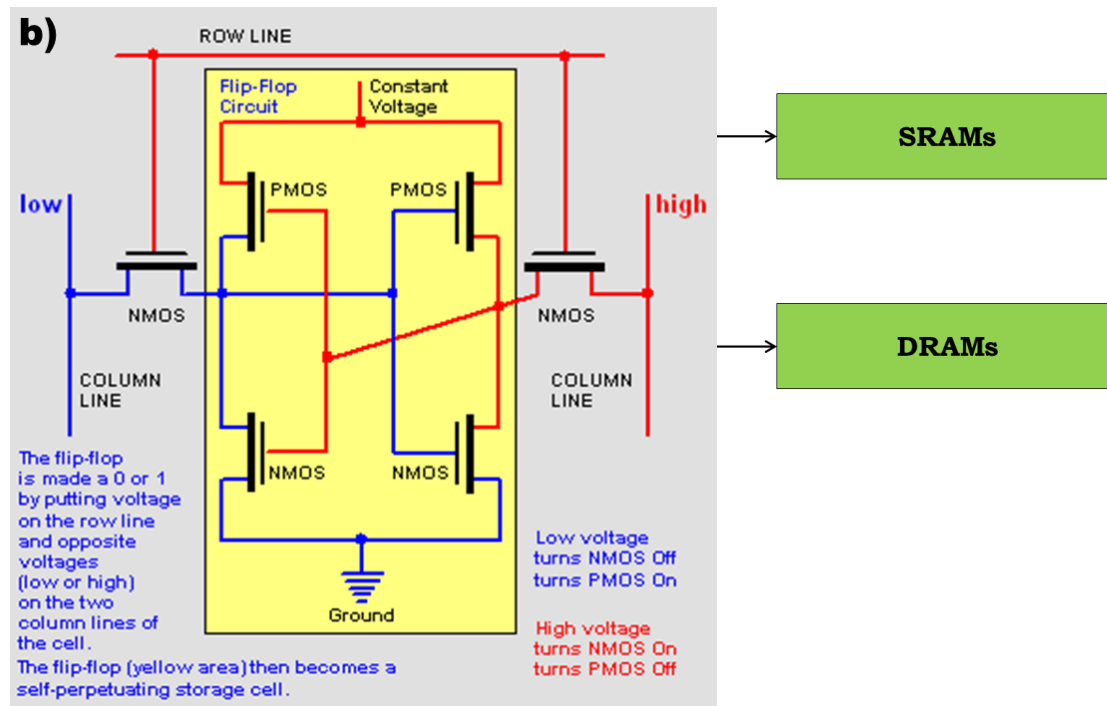 b)
ROW LINE
Flip-Flop
Circuit
Constant
Voltage
SRAMs
PMOS
PMOS
low
high
NMOS
NMOS
DRAMs
COLUMN
LINE
COLUMN
LINE
NMOS
NMOS
The flip-flop
is made a 0 or 1
by putting voltage
on the row line
and opposite
voltages
(low or high)
on the two
column lines of
the cell.
The flip-flop (yellow area)then becomes a
self-perpetuating storage cell.
Ground
Low voltage
turns NMOS Off
turns PMOS On
High voltage
turns NMOS On
turns PMOS Off